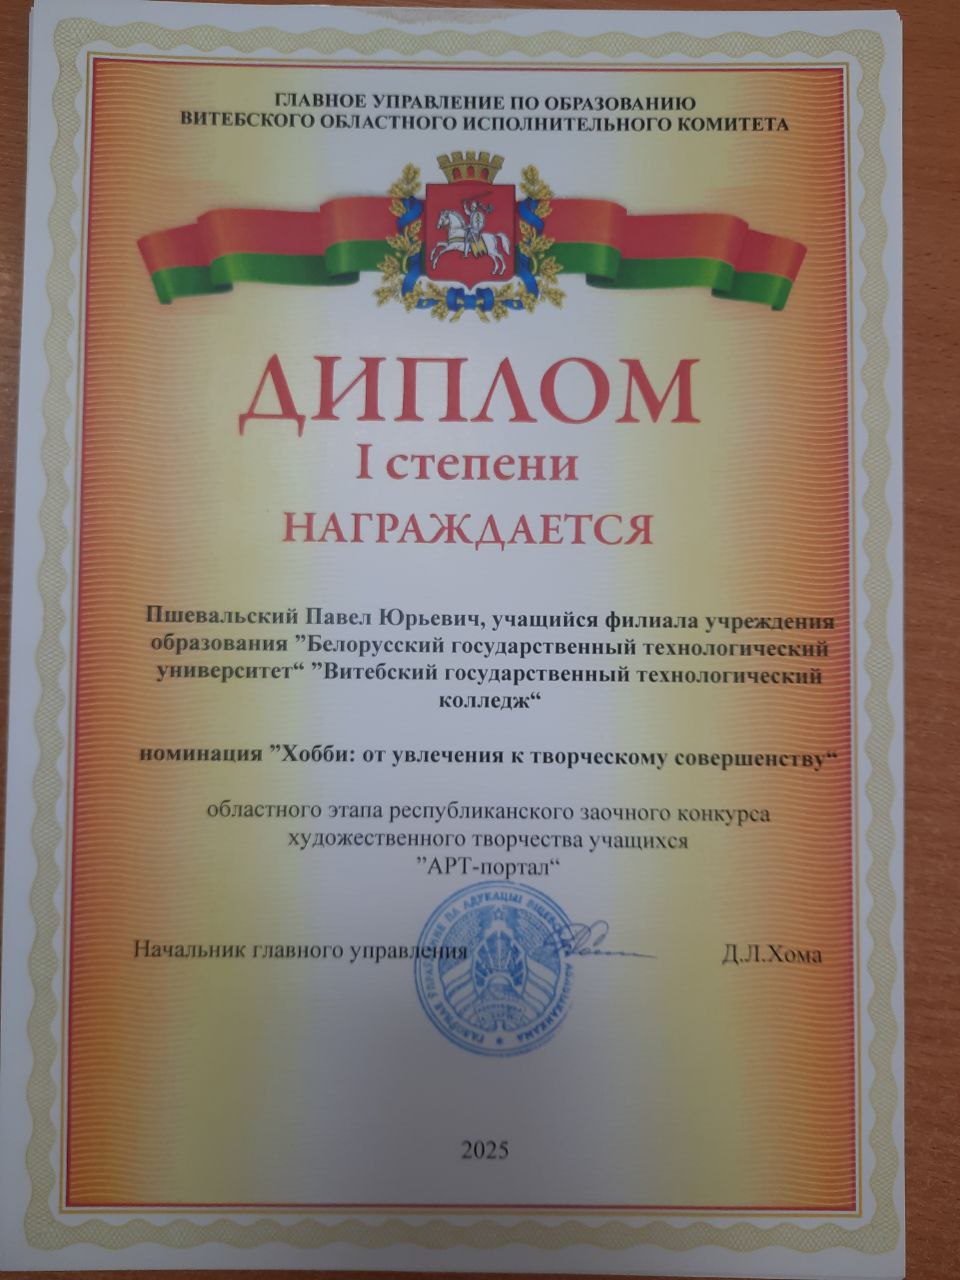 ГЛАВНОЕ УПРАВЛЕНИЕ ПО ОБРАЗОВАНИЮ
ВИТЕБСКОГО ОБЛАСТНОГО ИСПОЛНИТЕЛЬНОГО КОМИТЕТА
ДИПЛОМ
I степени
НАГРАЖДАЕТСЯ
Пшевальский Павел Юрьевич, учащийся филиала учреждения
образования ”Белорусский государственный технологический
университет“ ”Витебский государственный технологический
колледж“
номинация ”Хобби: от увлечения к творческому совершенству“
областного этапа республиканского заочного конкурса
художественного творчества учащихся
”АРТ-портал“
Начальник главного управления Д.Л.Хома
2025